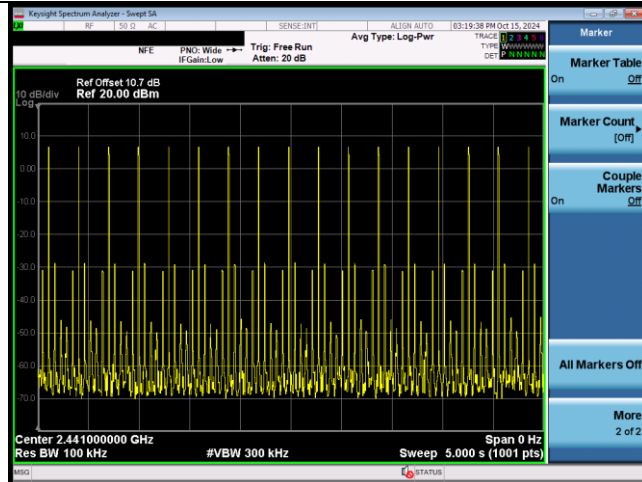 Keysight Spectrum Analyzer - Swept SA
RF 50 Ω AC SENSE:INT ALIGN AUTO 03:19:38 PM Oct 15, 2024
Marker
Avg Type: Log-Pwr
TRACE 1 2 3 4 5 6
TYPE W
DET P N N N N N
NFE PNO: Wide Trig: Free Run
IFGain:Low Atten: 20 dB
Marker Table
On Off
Ref Offset 10.7 dB
10 dB/div Ref 20.00 dBm
Log
Marker Count
[Off]
Couple
Markers
On Off
10.0
0.00
-10.0
-20.0
-30.0
-40.0
-50.0
-60.0
-70.0
All Markers Off
More
2 of 2
Center 2.441000000 GHz Span 0 Hz
Res BW 100 kHz #VBW 300 kHz Sweep 5.000 s (1001 pts)
MSG STATUS